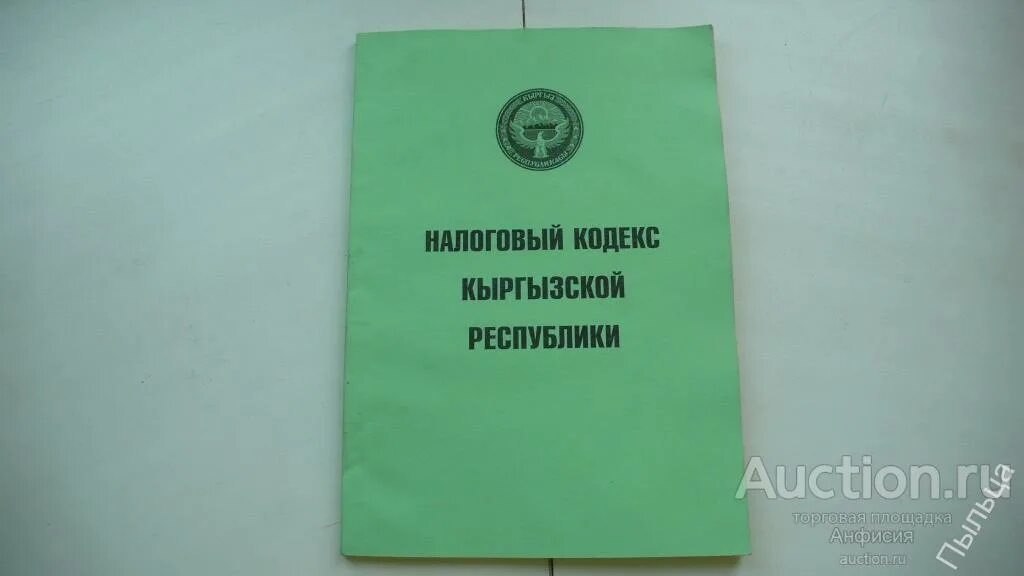 КЫРГЫЗ
РЕСПУБЛИКАСЫ
НАЛОГОВЫЙ КОДЕКС
КЫРГЫЗСКОЙ
РЕСПУБЛИКИ
Auction.ru
торговая площадка
Анфисия
auction.ru
Пыльца